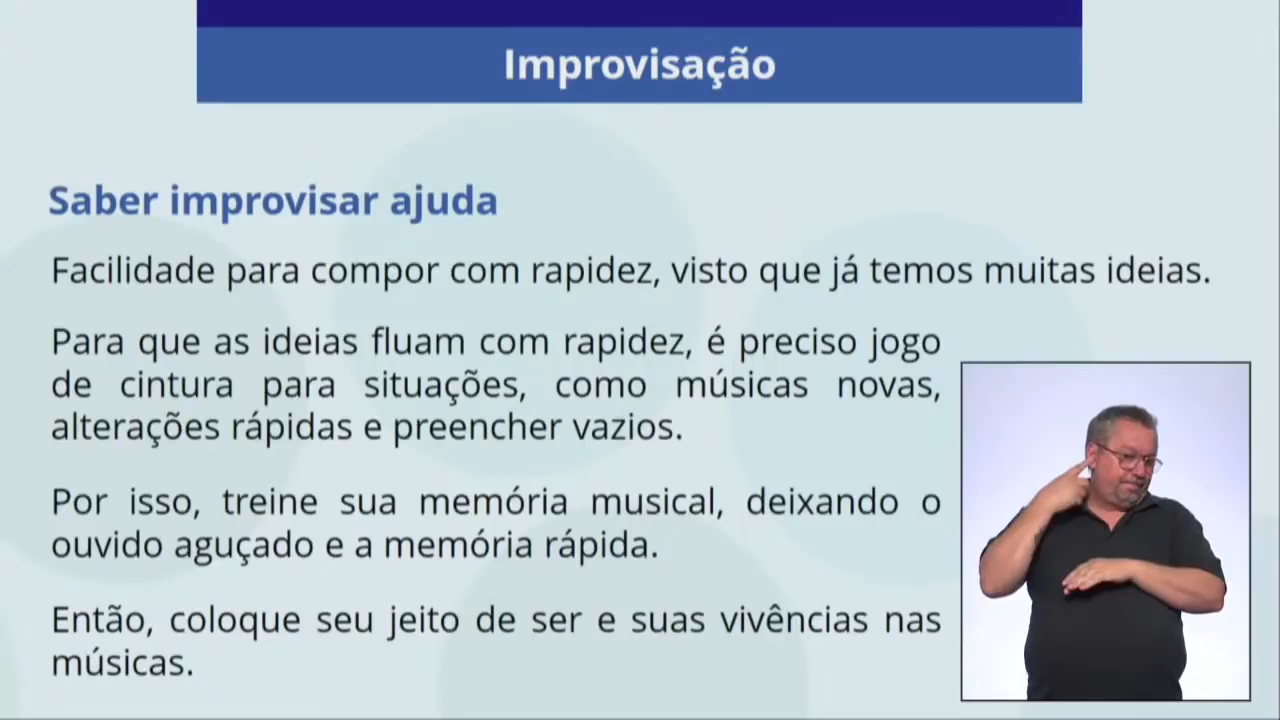 Improvisação
Saber improvisar ajuda
Facilidade para compor com rapidez, visto que já temos muitas ideias.
Para que as ideias fluam com rapidez, é preciso jogo
de cintura para situações, como músicas novas,
alterações rápidas e preencher vazios.
Por isso, treine sua memória musical, deixando o
ouvido aguçado e a memória rápida.
Então, coloque seu jeito de ser e suas vivências nas
músicas.